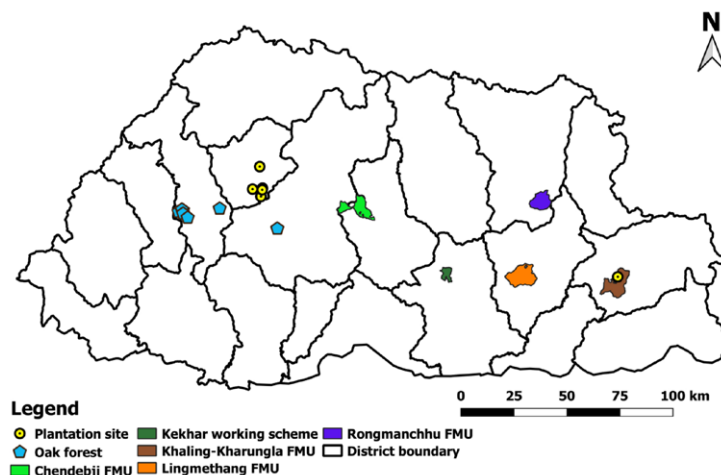 N
0 25 50 75 100 km
Legend
Plantation site Kekhar working scheme Rongmanchhu FMU
Oak forest Khaling-Kharungla FMU District boundary
Chendebji FMU Lingmethang FMU